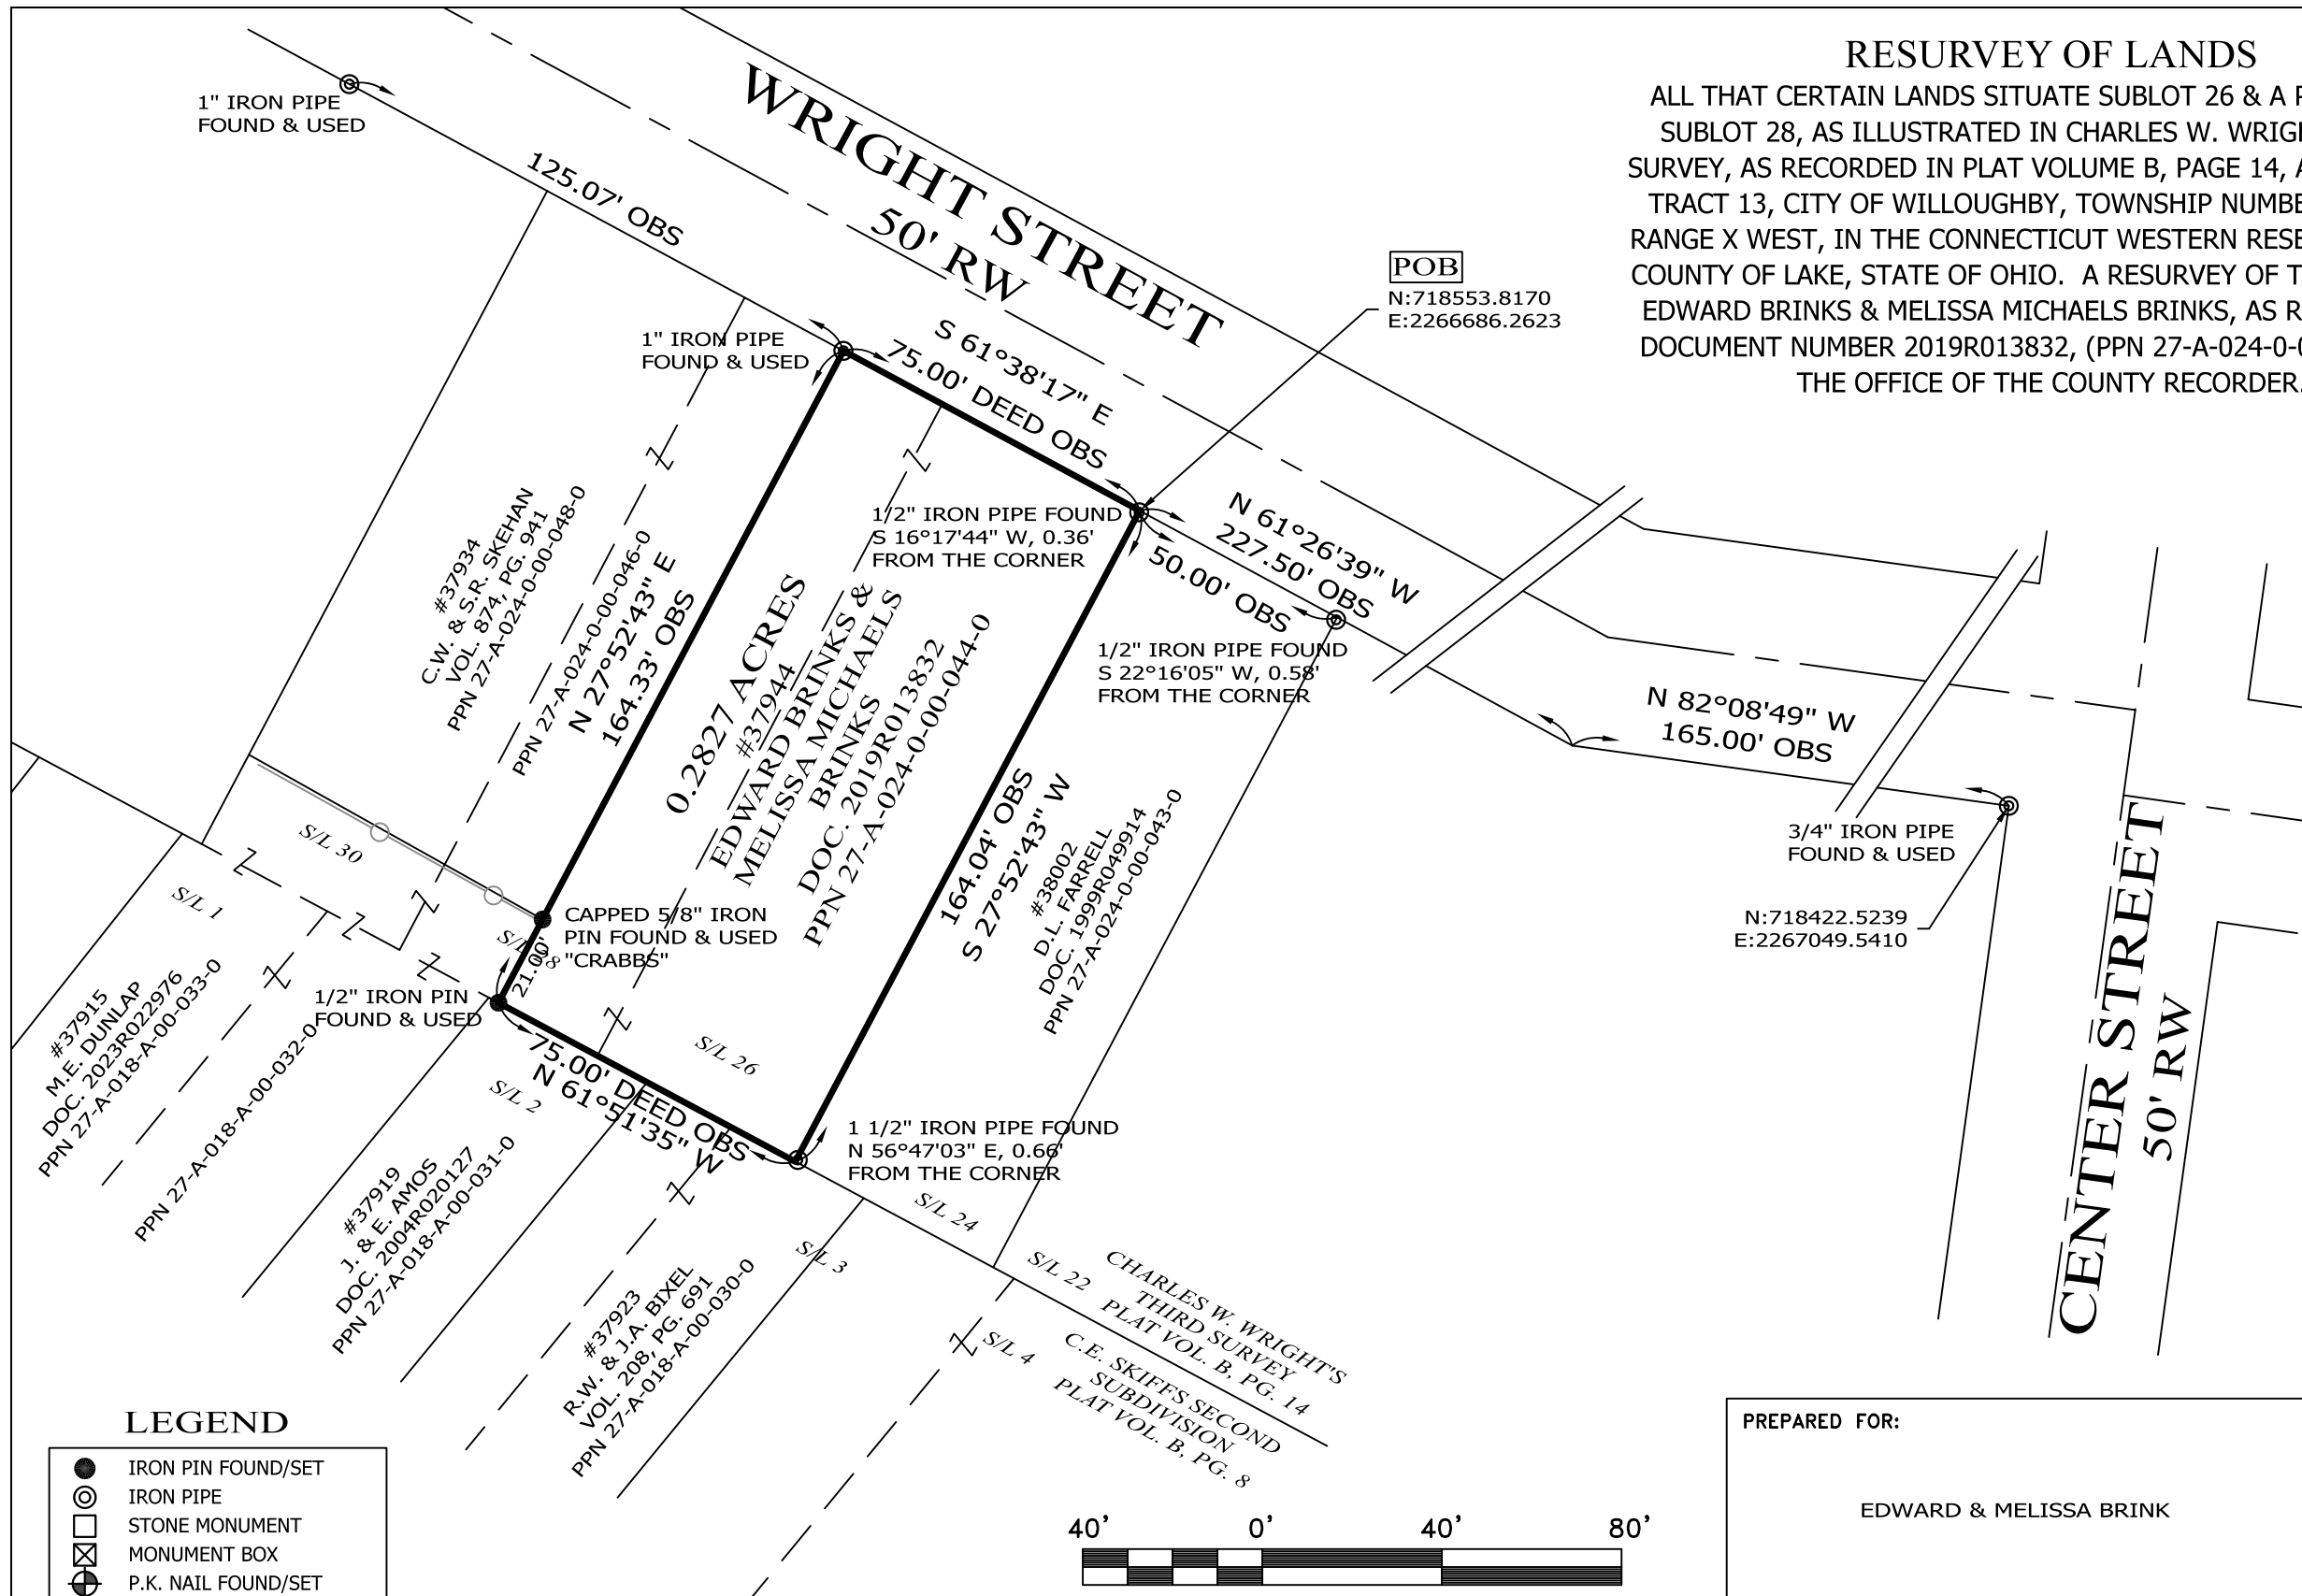 RESURVEY OF LANDS
ALL THAT CERTAIN LANDS SITUATE SUBLOT 26 & A
SUBLOT 28, AS ILLUSTRATED IN CHARLES W.
SURVEY, AS RECORDED IN PLAT VOLUME B, PAGE 14,
TRACT 13, CITY OF WILLOUGHBY, TOWNSHIP
RANGE X WEST, IN THE CONNECTICUT WESTERN
COUNTY OF LAKE, STATE OF OHIO. A RESURVEY OF
EDWARD BRINKS & MELISSA MICHAELS BRINKS, AS
DOCUMENT NUMBER 2019R013832, (PPN
THE OFFICE OF THE COUNTY RECORDER.
1" IRON PIPE
FOUND & USED
125.07' OBS
WRIGHT STREET
50' RW
POB
N:718553.8170
E:2266686.2623
1" IRON PIPE
FOUND & USED
S 61°38'17" E
75.00' DEED OBS
1/2" IRON PIPE FOUND
S 16°17'44" W, 0.36'
FROM THE CORNER
N 61°26'39" W
227.50' OBS
50.00' OBS
1/2" IRON PIPE FOUND
S 22°16'05" W, 0.58'
FROM THE CORNER
N 82°08'49" W
165.00' OBS
3/4" IRON PIPE
FOUND & USED
N:718422.5239
E:2267049.5410
CENTER STREET
50' RW
#37934
C.W. & S.R. SKEHAN
VOL. 874, PG. 941
PPN 27-A-024-0-00-048-0
PPN 27-A-024-0-00-046-0
N 27°52'43" E
164.33' OBS
0.2827 ACRES
#37944
EDWARD BRINKS &
MELISSA MICHAELS
BRINKS
DOC. 2019R013832
PPN 27-A-024-0-00-044-0
164.04' OBS
S 27°52'43" W
#38002
D.L. FARRELL
DOC. 1999R049914
PPN 27-A-024-0-00-043-0
S/L 30
S/L 1
CAPPED 5/8" IRON
PIN FOUND & USED
"CRABBS"
S/L 28
21.00'
1/2" IRON PIN
FOUND & USED
#37915
M.E. DUNLAP
DOC. 2023R022976
PPN 27-A-018-A-00-033-0
PPN 27-A-018-A-00-032-0
S/L 26
75.00' DEED OBS
N 61°51'35" W
S/L 2
1 1/2" IRON PIPE FOUND
N 56°47'03" E, 0.66'
FROM THE CORNER
#37919
J. & E. AMOS
DOC. 2004R020127
PPN 27-A-018-A-00-031-0
#37923
R.W. & J.A. BIXEL
VOL. 208, PG. 691
PPN 27-A-018-A-00-030-0
S/L 3
S/L 24
S/L 22
S/L 4
CHARLES W. WRIGHT'S
THIRD SURVEY
PLAT VOL. B, PG. 14
C.E. SKIFFS SECOND
SUBDIVISION
PLAT VOL. B, PG. 8
LEGEND
IRON PIN FOUND/SET
IRON PIPE
STONE MONUMENT
MONUMENT BOX
P.K. NAIL FOUND/SET
40' 0' 40' 80'
PREPARED FOR:
EDWARD & MELISSA BRINK